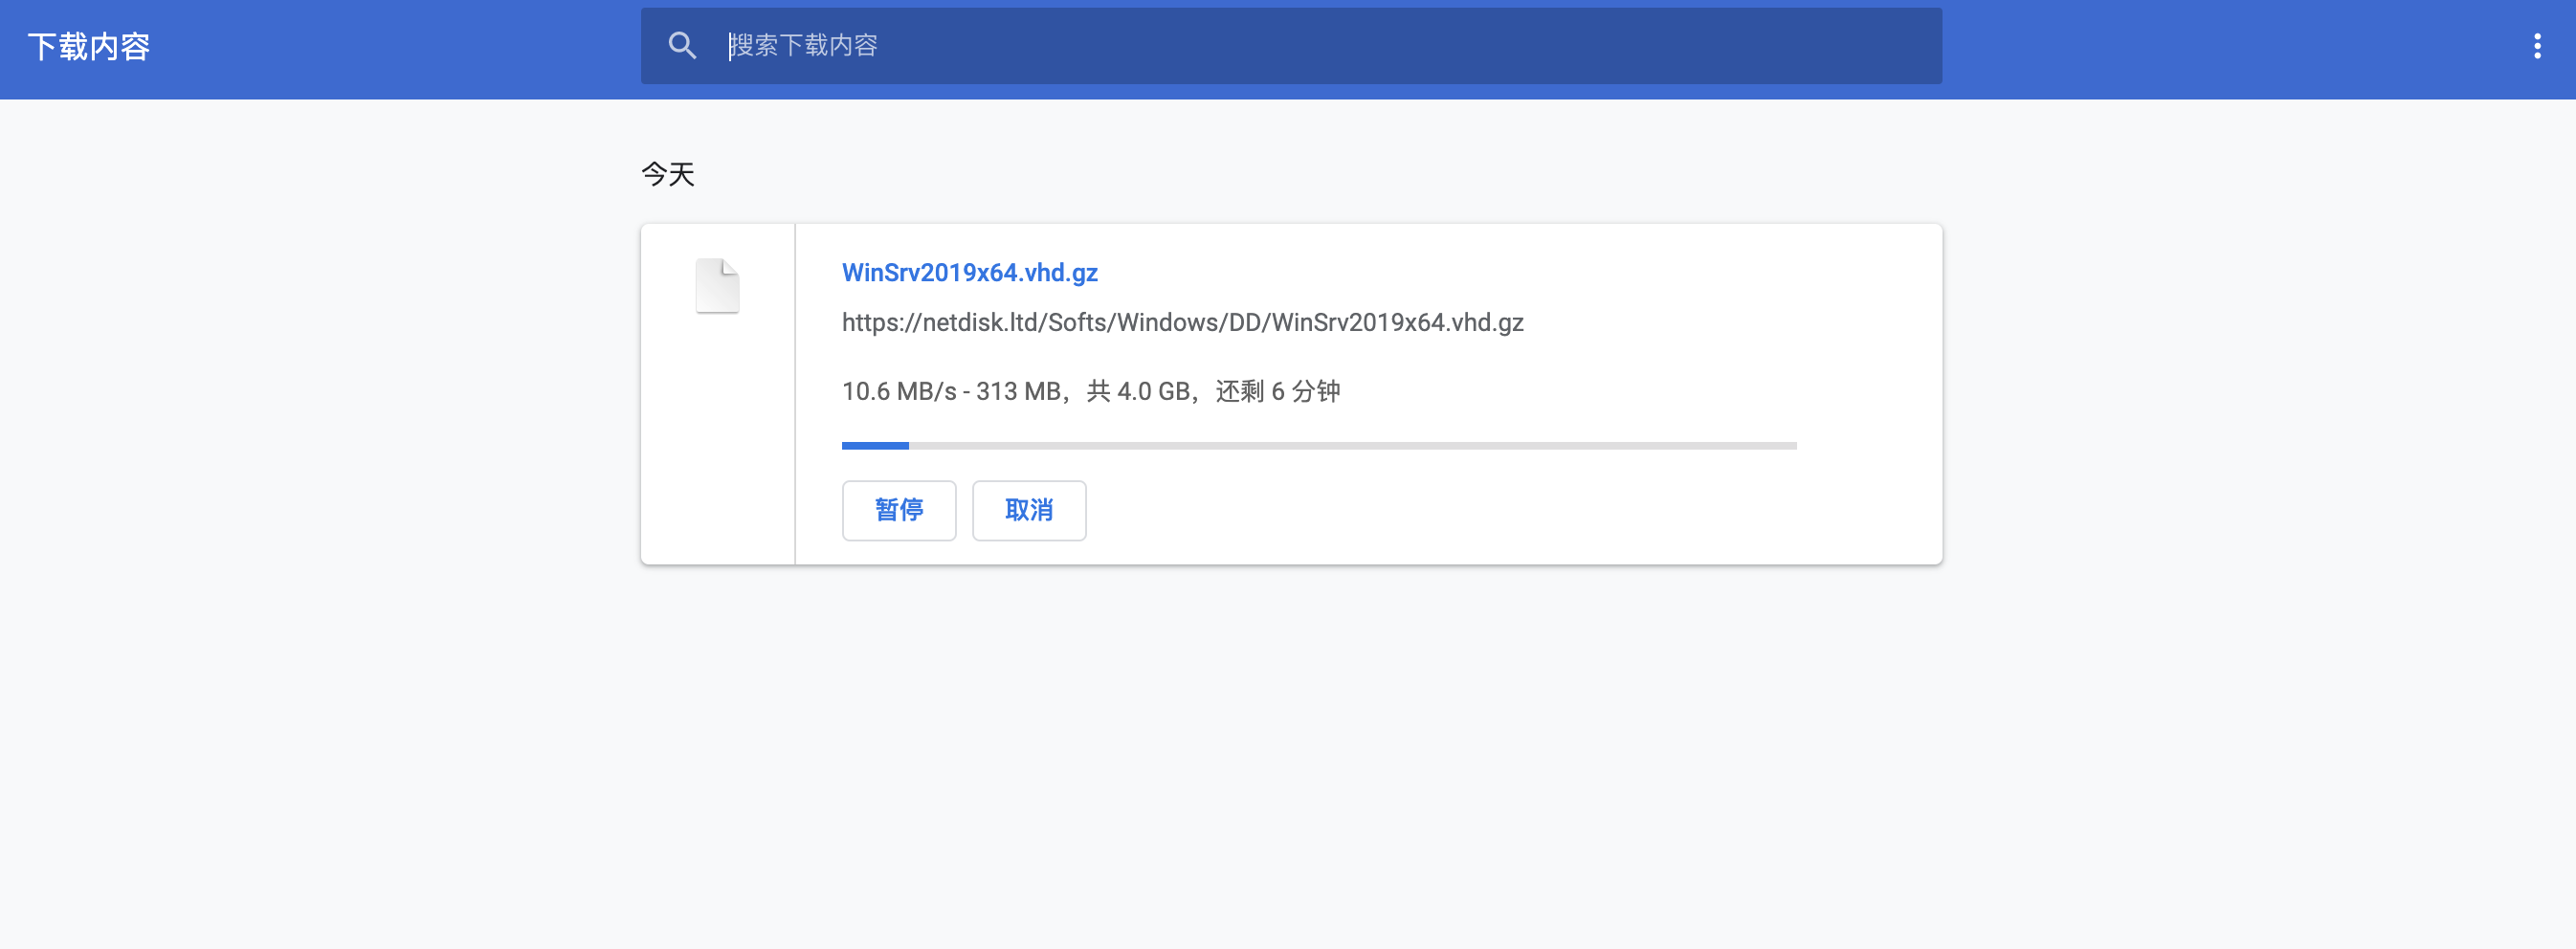 下载内容
搜索下载内容
今天
WinSrv2019x64.vhd.gz
https://netdisk.ltd/Softs/Windows/DD/WinSrv2019x64.vhd.gz
10.6 MB/s - 313 MB，共 4.0 GB，还剩 6 分钟
暂停
取消